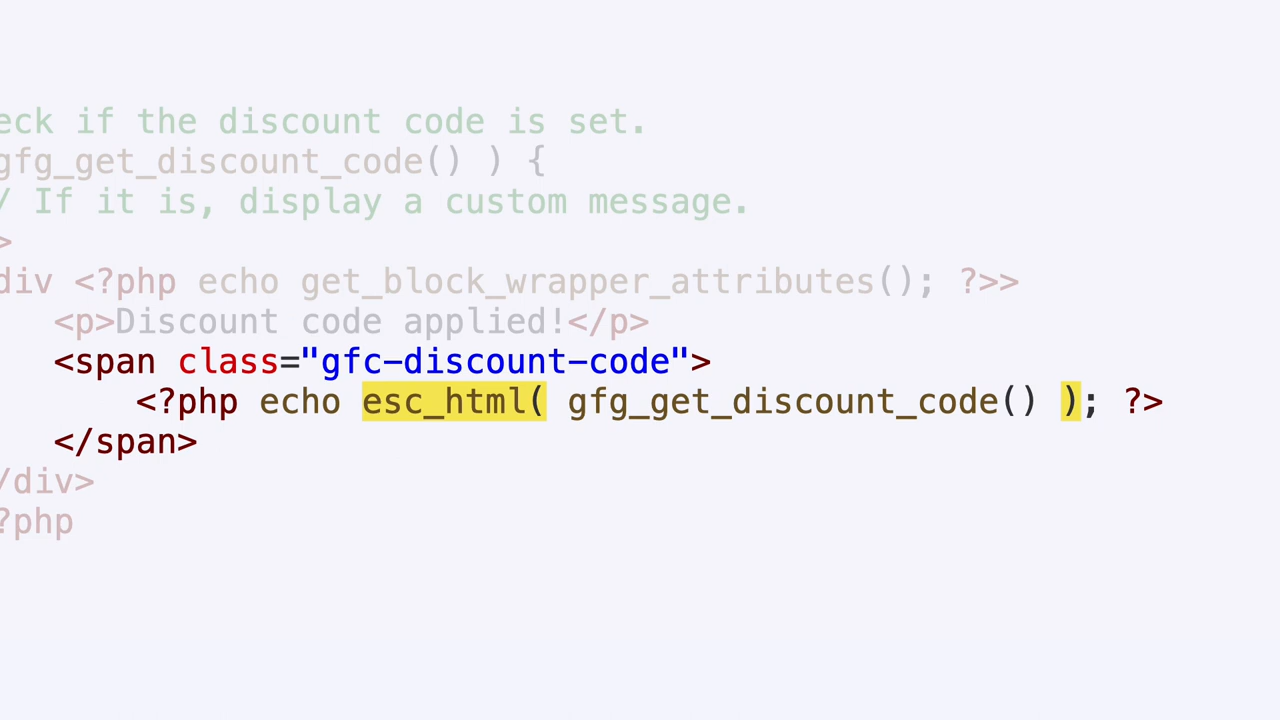 eck if the discount code is set.
gfg_get_discount_code() ) {
/ If it is, display a custom message.
>
div <?php echo get_block_wrapper_attributes(); ?>>
<p>Discount code applied!</p>
<span class="gfc-discount-code">
<?php echo esc_html( gfg_get_discount_code() ); ?>
</span>
/div>
?php